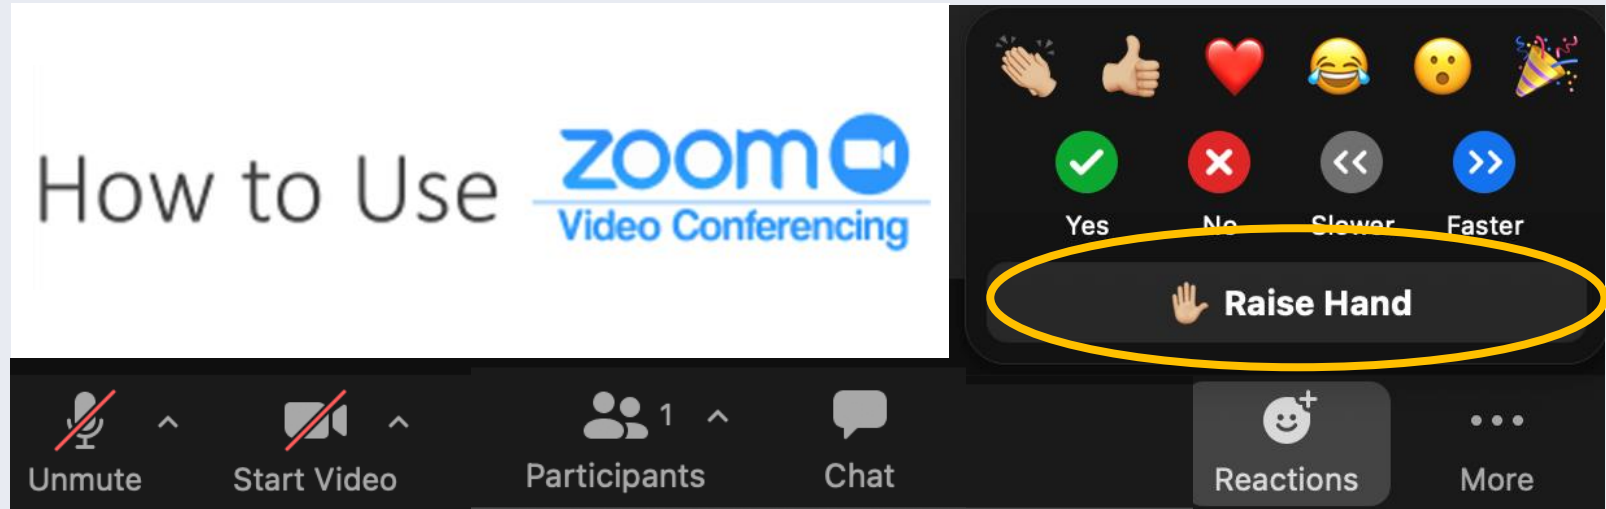 How to Use
zoom
Video Conferencing
Yes No Slower Faster
Raise Hand
1
Unmute Start Video Participants Chat Reactions More